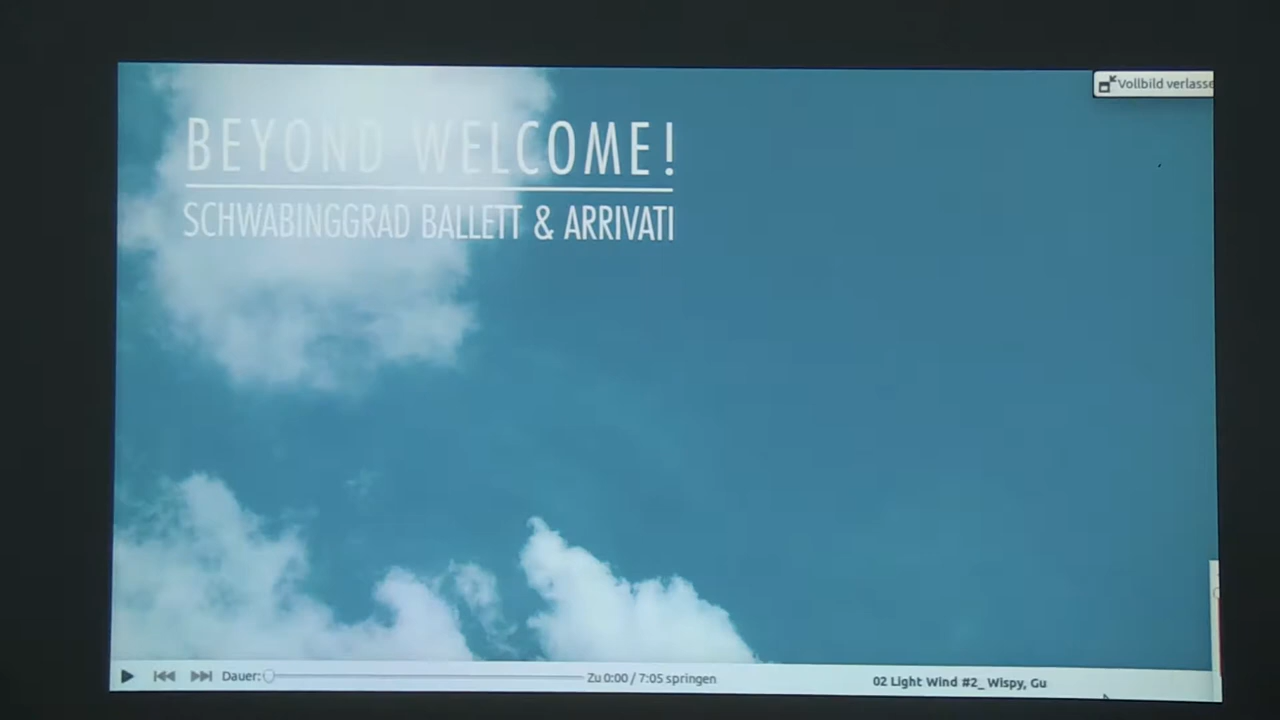 Vollbild verlasse
BEYOND WELCOME!
SCHWABINGGRAD BALLETT & ARRIVATI
Dauer: Zu 0:00 / 7:05 springen 02 Light Wind #2_ Wispy, Gu